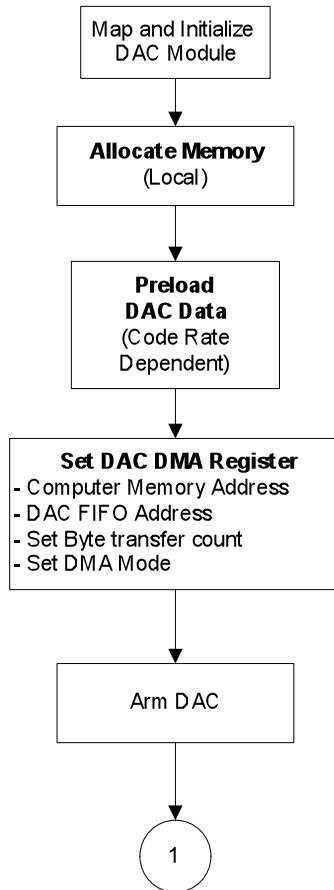 Map and Initialize
DAC Module
Allocate Memory
(Local)
Preload
DAC Data
(Code Rate
Dependent)
Set DAC DMA Register
- Computer Memory Address
- DAC FIFO Address
- Set Byte transfer count
- Set DMA Mode
Arm DAC
1